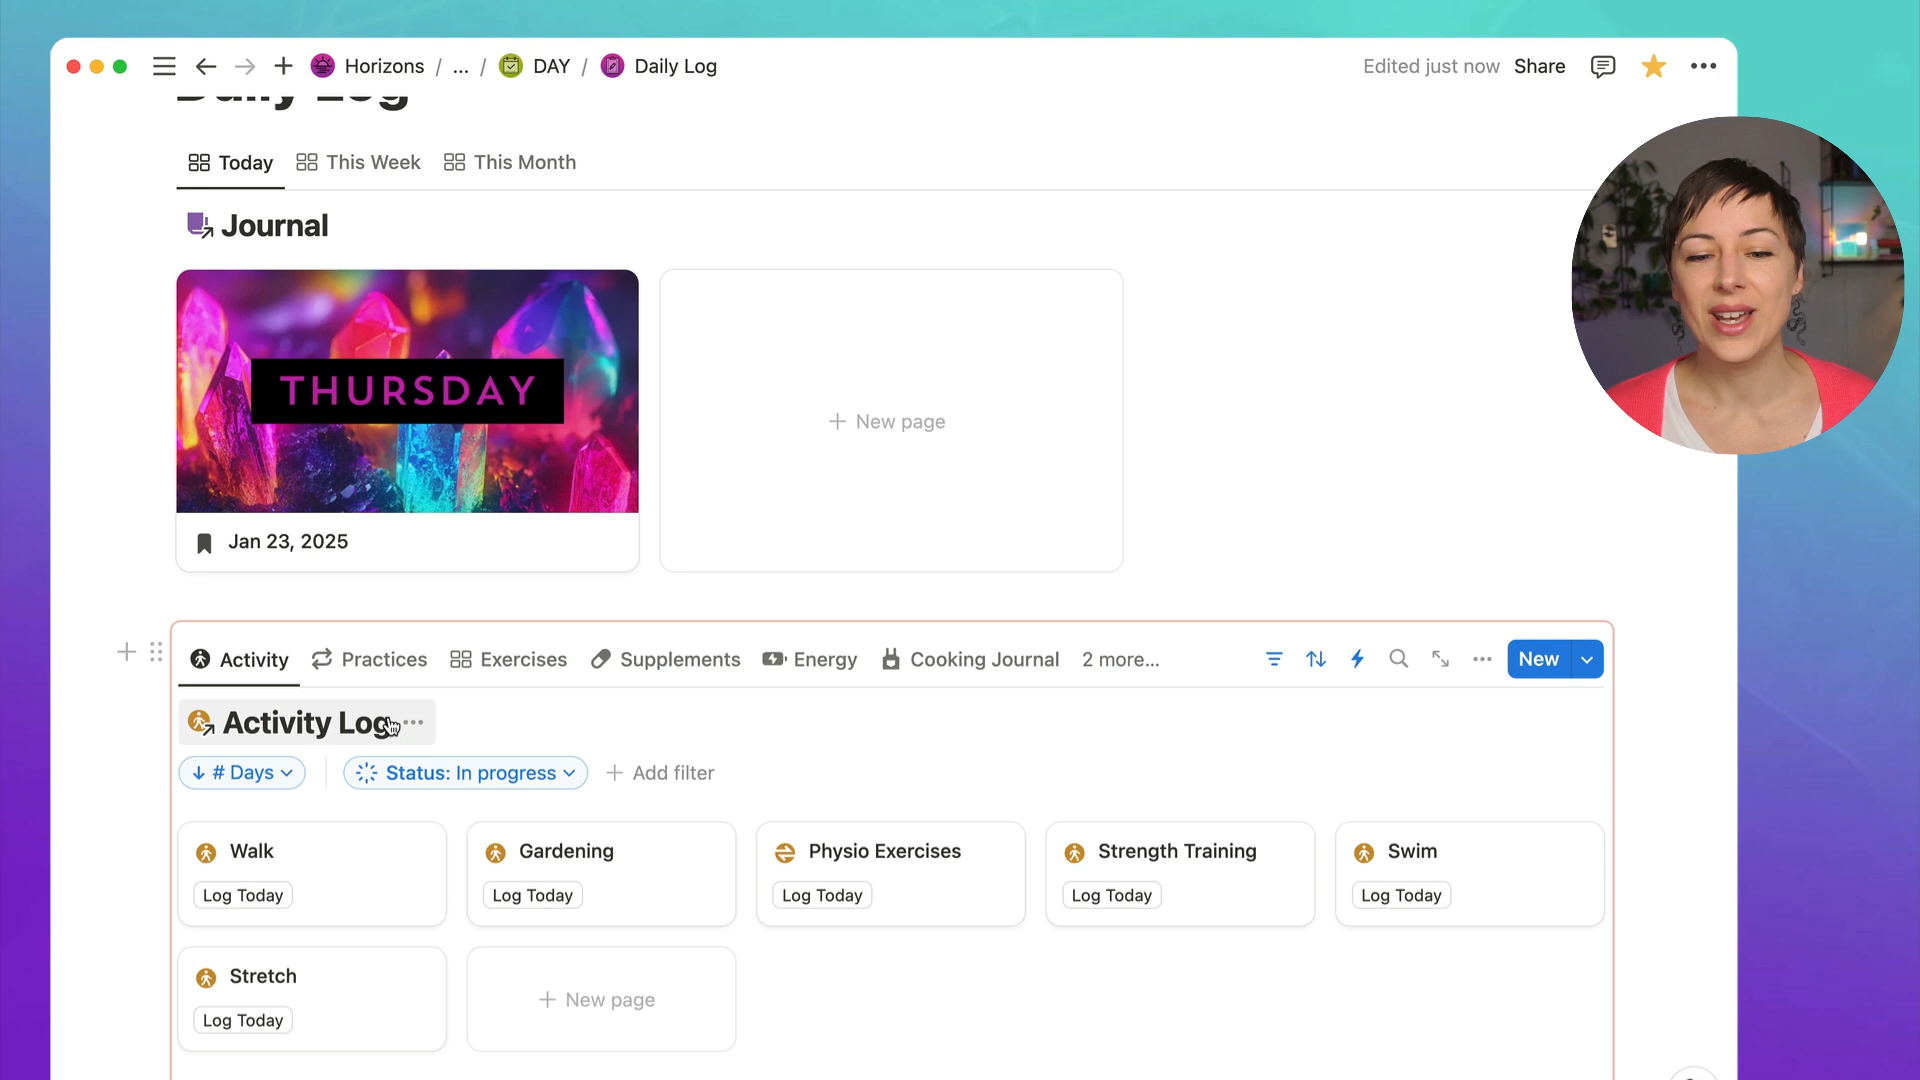 Horizons / ... / DAY / Daily Log
Edited just now Share
Daily Log
Today This Week This Month
Journal
THURSDAY
+ New page
Jan 23, 2025
Activity Practices Exercises Supplements Energy Cooking Journal 2 more... New
Activity Log
# Days Status: In progress + Add filter
Walk Gardening Physio Exercises Strength Training Swim
Log Today Log Today Log Today Log Today Log Today
Stretch
+ New page
Log Today